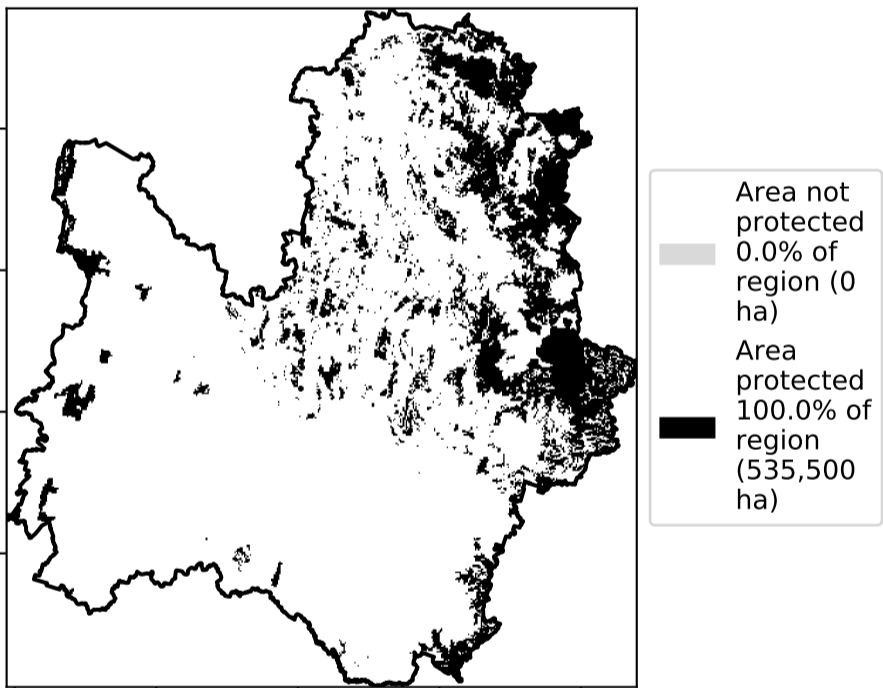 Area not
protected
0.0% of
region (0
ha)
Area
protected
100.0% of
region
(535,500
ha)